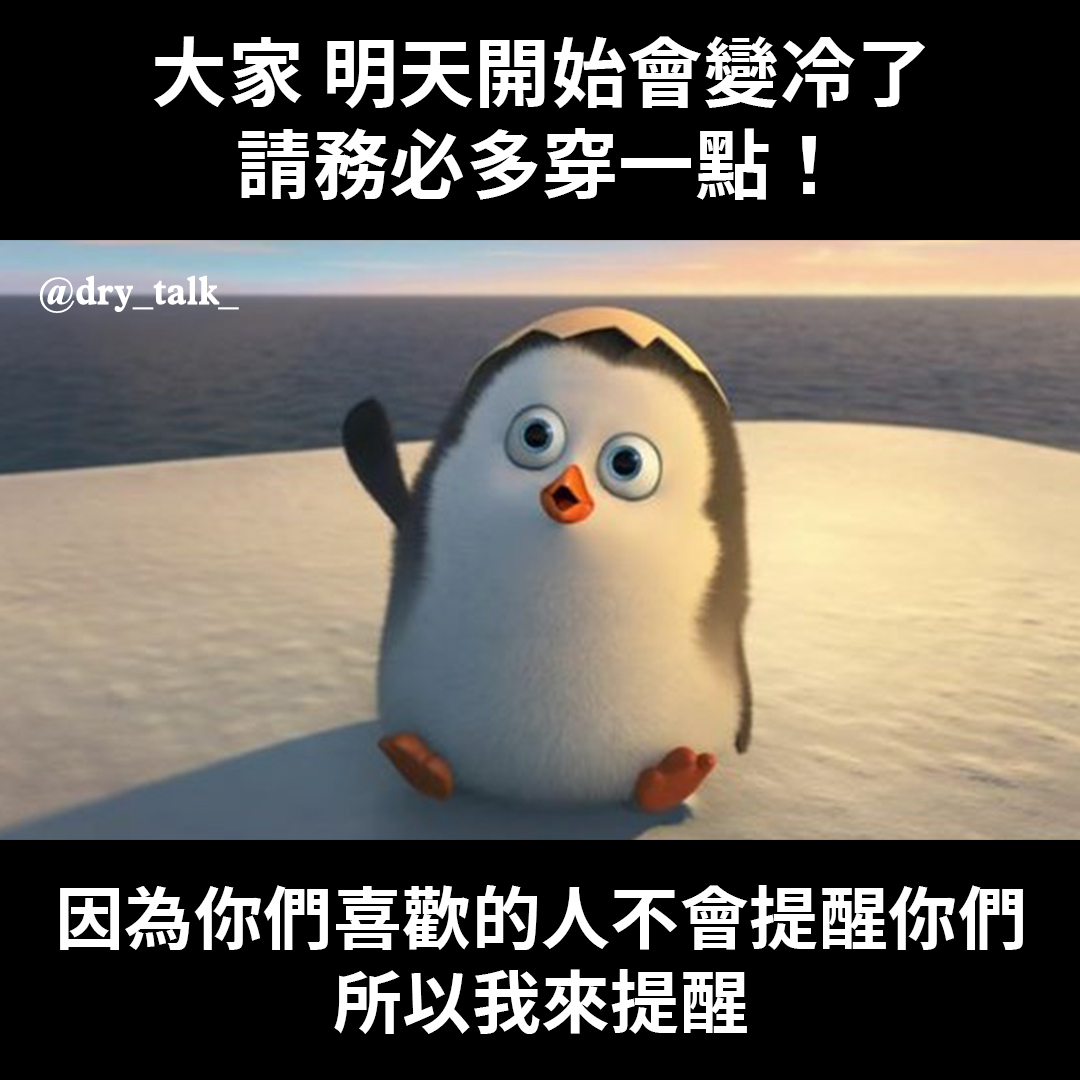 大家 明天開始會變冷了
請務必多穿一點！
@dry_talk_
因為你們喜歡的人不會提醒你們
所以我來提醒